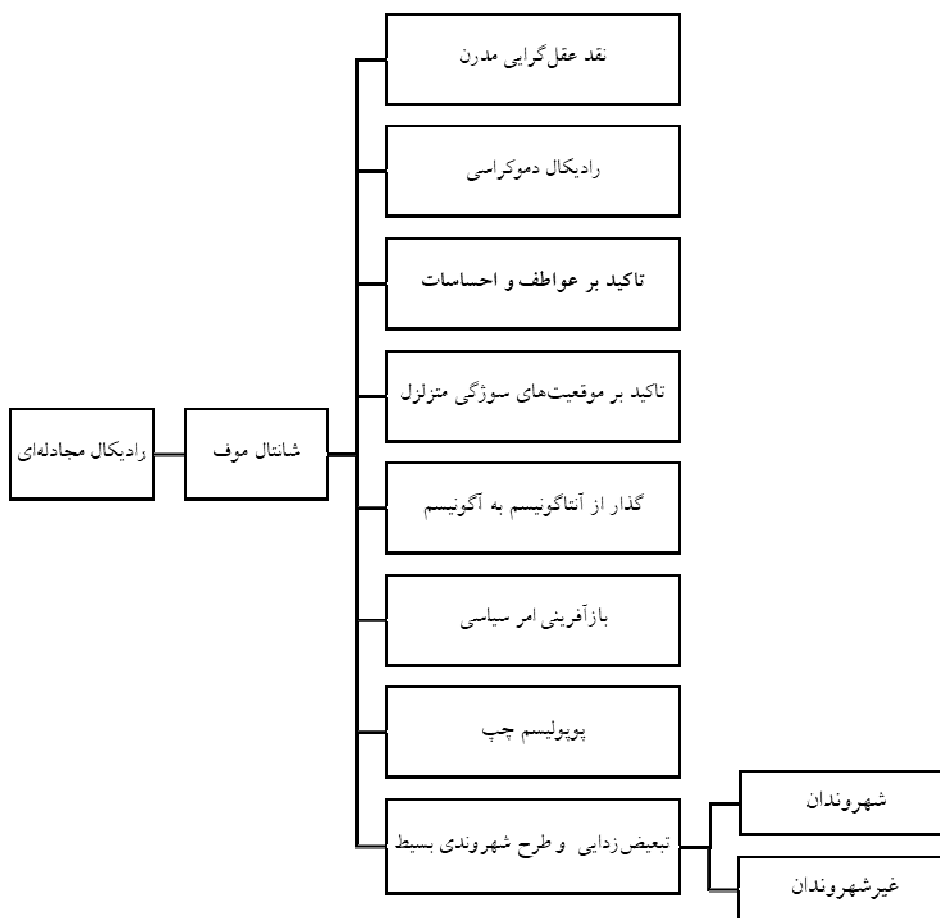 نقد عقل‌گرایی مدرن
رادیکال دموکراسی
تاکید بر عواطف و احساسات
تاکید بر موقعیت‌های سوژگی متزلزل
رادیکال مجادله‌ای
شانتال موف
گذار از آنتاگونیسم به آگونیسم
بازآفرینی امر سیاسی
پوپولیسم چپ
تبعیض‌زدایی و طرح شهروندی بسیط
شهروندان
غیرشهروندان